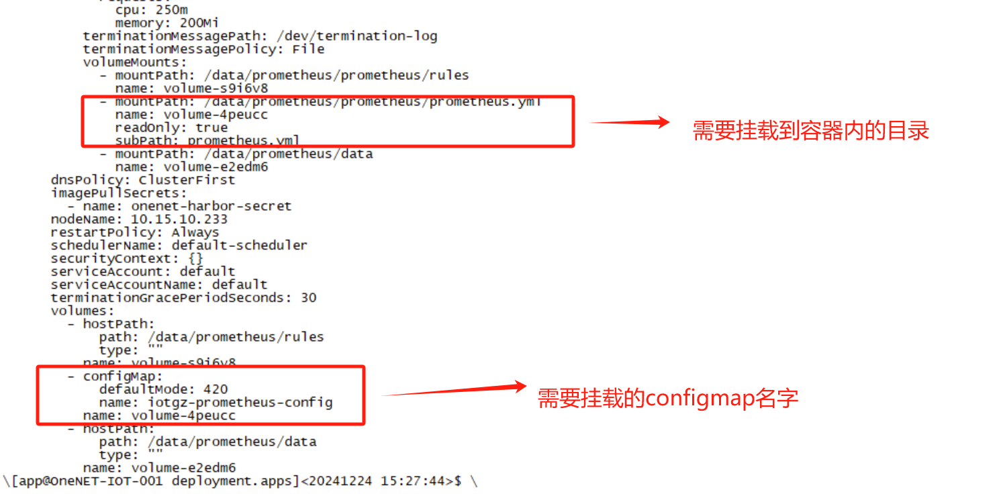 requests:
cpu: 250m
memory: 200Mi
terminationMessagePath: /dev/termination-log
terminationMessagePolicy: File
volumeMounts:
- mountPath: /data/prometheus/prometheus/rules
name: volume-s9i6v8
- mountPath: /data/prometheus/prometheus/prometheus.yml
name: volume-4peucc
readOnly: true
subPath: prometheus.yml
需要挂载到容器内的目录
- mountPath: /data/prometheus/data
name: volume-e2edm6
dnsPolicy: ClusterFirst
imagePullSecrets:
- name: onenet-harbor-secret
nodeName: 10.15.10.233
restartPolicy: Always
schedulerName: default-scheduler
securityContext: {}
serviceAccount: default
serviceAccountName: default
terminationGracePeriodSeconds: 30
volumes:
- hostPath:
path: /data/prometheus/rules
type: ""
name: volume-s9i6v8
- configMap:
defaultMode: 420
name: iotgz-prometheus-config
name: volume-4peucc
需要挂载的configmap名字
- hostPath:
path: /data/prometheus/data
type: ""
name: volume-e2edm6
\[app@OneNET-IOT-001 deployment.apps]<20241224 15:27:44>$ \